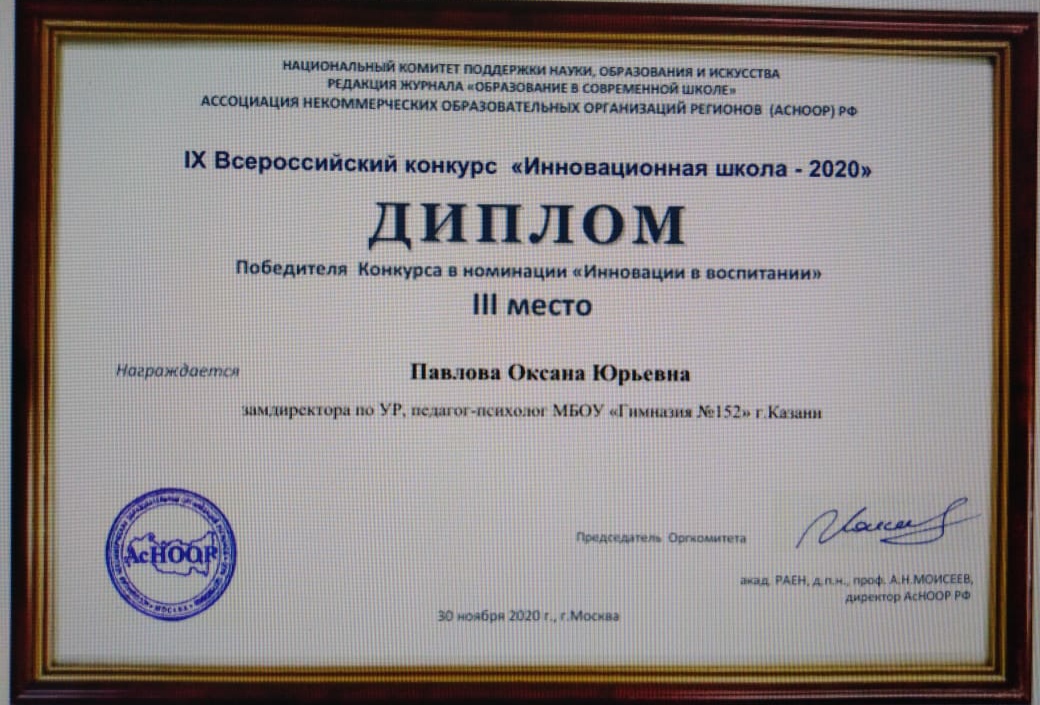 НАЦИОНАЛЬНЫЙ КОМИТЕТ ПОДДЕРЖКИ НАУКИ, ОБРАЗОВАНИЯ И ИСКУССТВА
РЕДАКЦИЯ ЖУРНАЛА «ОБРАЗОВАНИЕ В СОВРЕМЕННОЙ ШКОЛЕ»
АССОЦИАЦИЯ НЕКОММЕРЧЕСКИХ ОБРАЗОВАТЕЛЬНЫХ ОРГАНИЗАЦИЙ РЕГИОНОВ (АСНООР) РФ
IX Всероссийский конкурс «Инновационная школа - 2020»
ДИПЛОМ
Победителя Конкурса в номинации «Инновации в воспитании»
III место
Награждается
Павлова Оксана Юрьевна
замдиректора по УР, педагог-психолог МБОУ «Гимназия №152» г.Казани
АсНООР
МОСКВА
Председатель Оргкомитета
акад. РАЕН, д.п.н., проф. А.Н.МОИСЕЕВ,
директор АсНООР РФ
30 ноября 2020 г., г.Москва